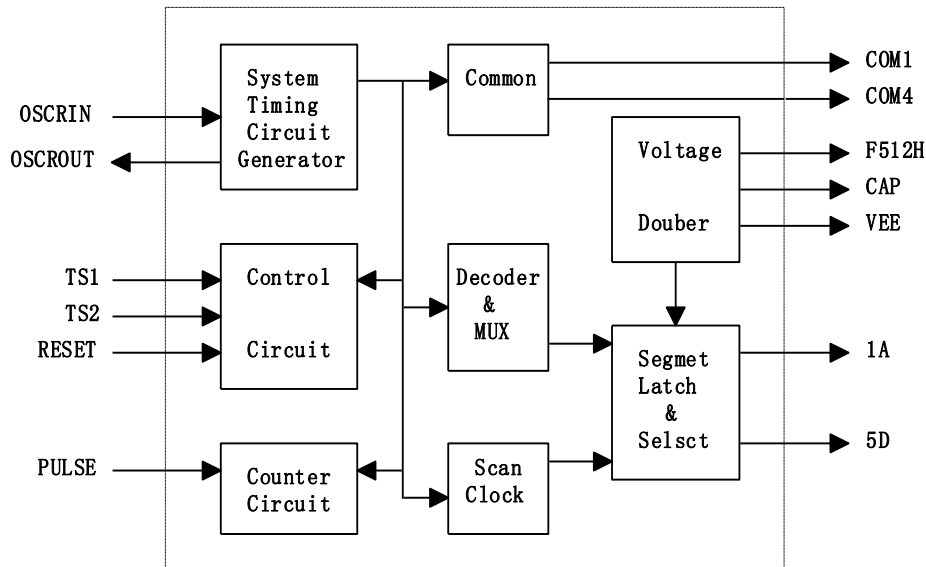 System
Timing
Circuit
Generator
Common
COM1
COM4
OSCRIN
OSCROUT
Voltage
Douber
F512H
CAP
VEE
TS1
TS2
RESET
Control
Circuit
Decoder
&
MUX
Segmet
Latch
&
Selsct
1A
5D
PULSE
Counter
Circuit
Scan
Clock